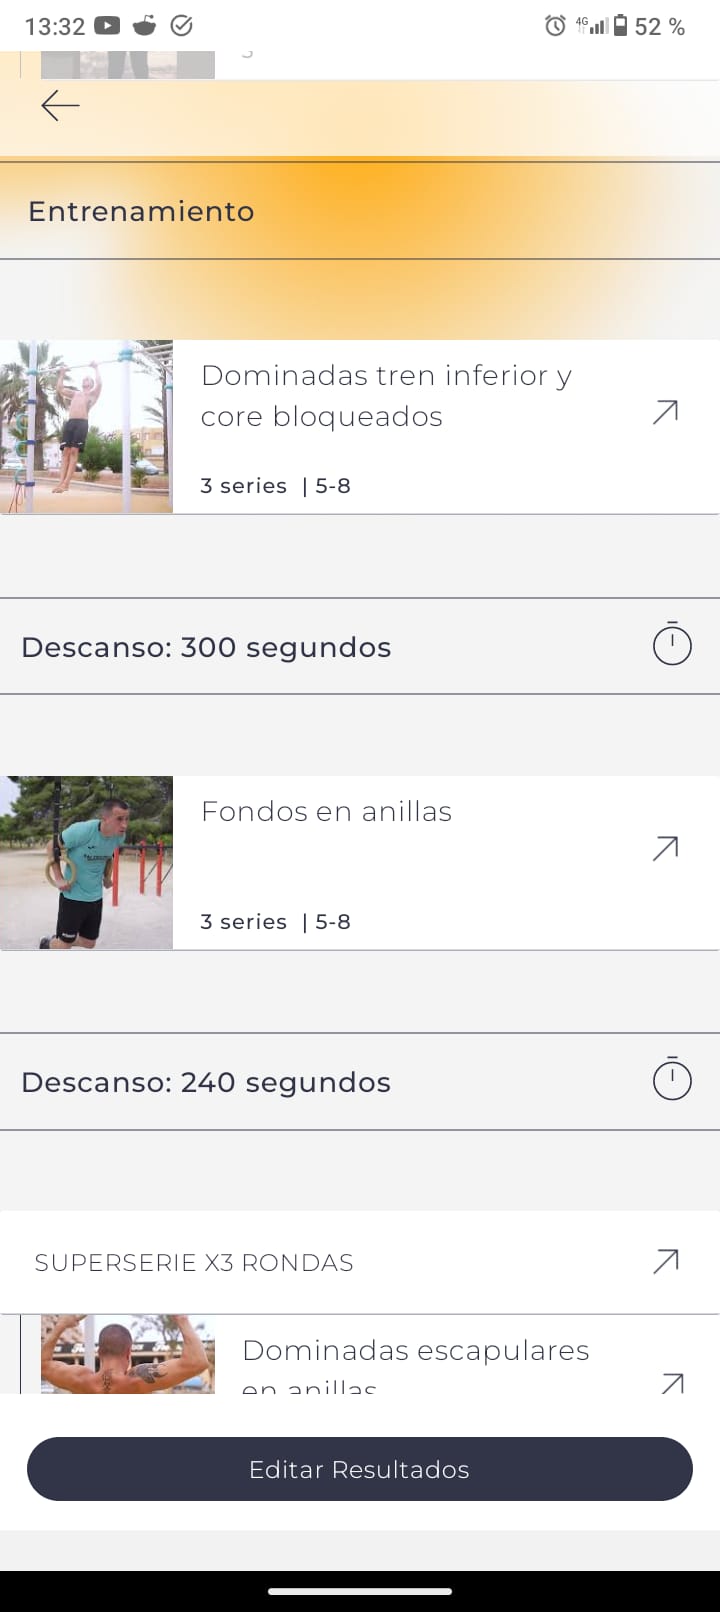 13:32
4G
52 %
Entrenamiento
Dominadas tren inferior y
core bloqueados
3 series | 5-8
Descanso: 300 segundos
Fondos en anillas
3 series | 5-8
Descanso: 240 segundos
SUPERSERIE X3 RONDAS
Dominadas escapulares
en anillas
Editar Resultados